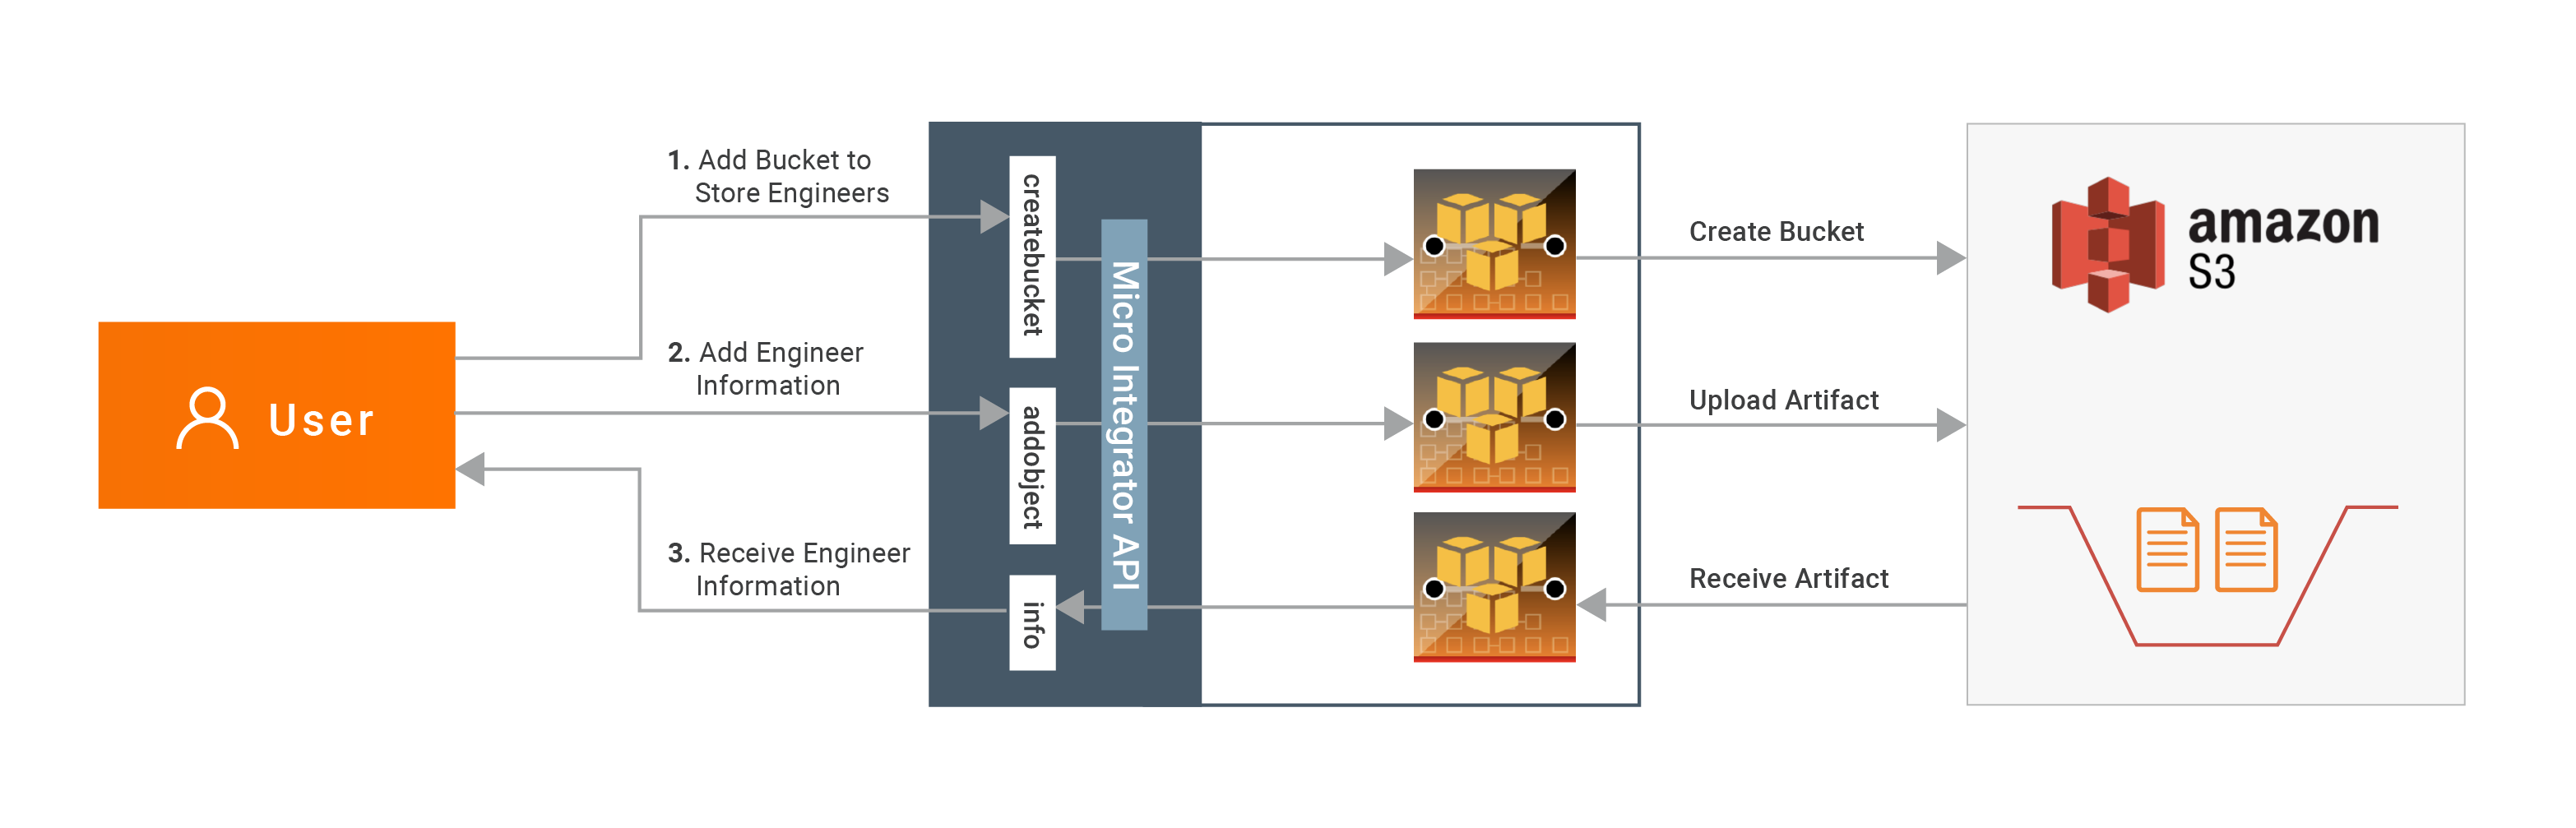 1. Add Bucket to
Store Engineers
2. Add Engineer
Information
3. Receive Engineer
Information
User
createbucket
addobject
info
Micro Integrator API
Create Bucket
Upload Artifact
Receive Artifact
amazon
S3